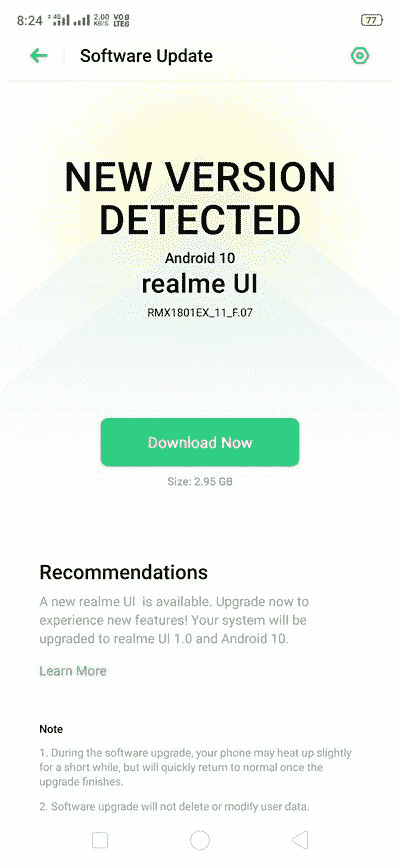 8:24 4G 2.00 KB/S VO LTE 77
Software Update
NEW VERSION
DETECTED
Android 10
realme UI
RMX1801EX_11_F.07
Download Now
Size: 2.95 GB
Recommendations
A new realme UI is available. Upgrade now to
experience new features! Your system will be
upgraded to realme UI 1.0 and Android 10.
Learn More
Note
1. During the software upgrade, your phone may heat up slightly
for a short while, but will quickly return to normal once the
upgrade finishes.
2. Software upgrade will not delete or modify user data.